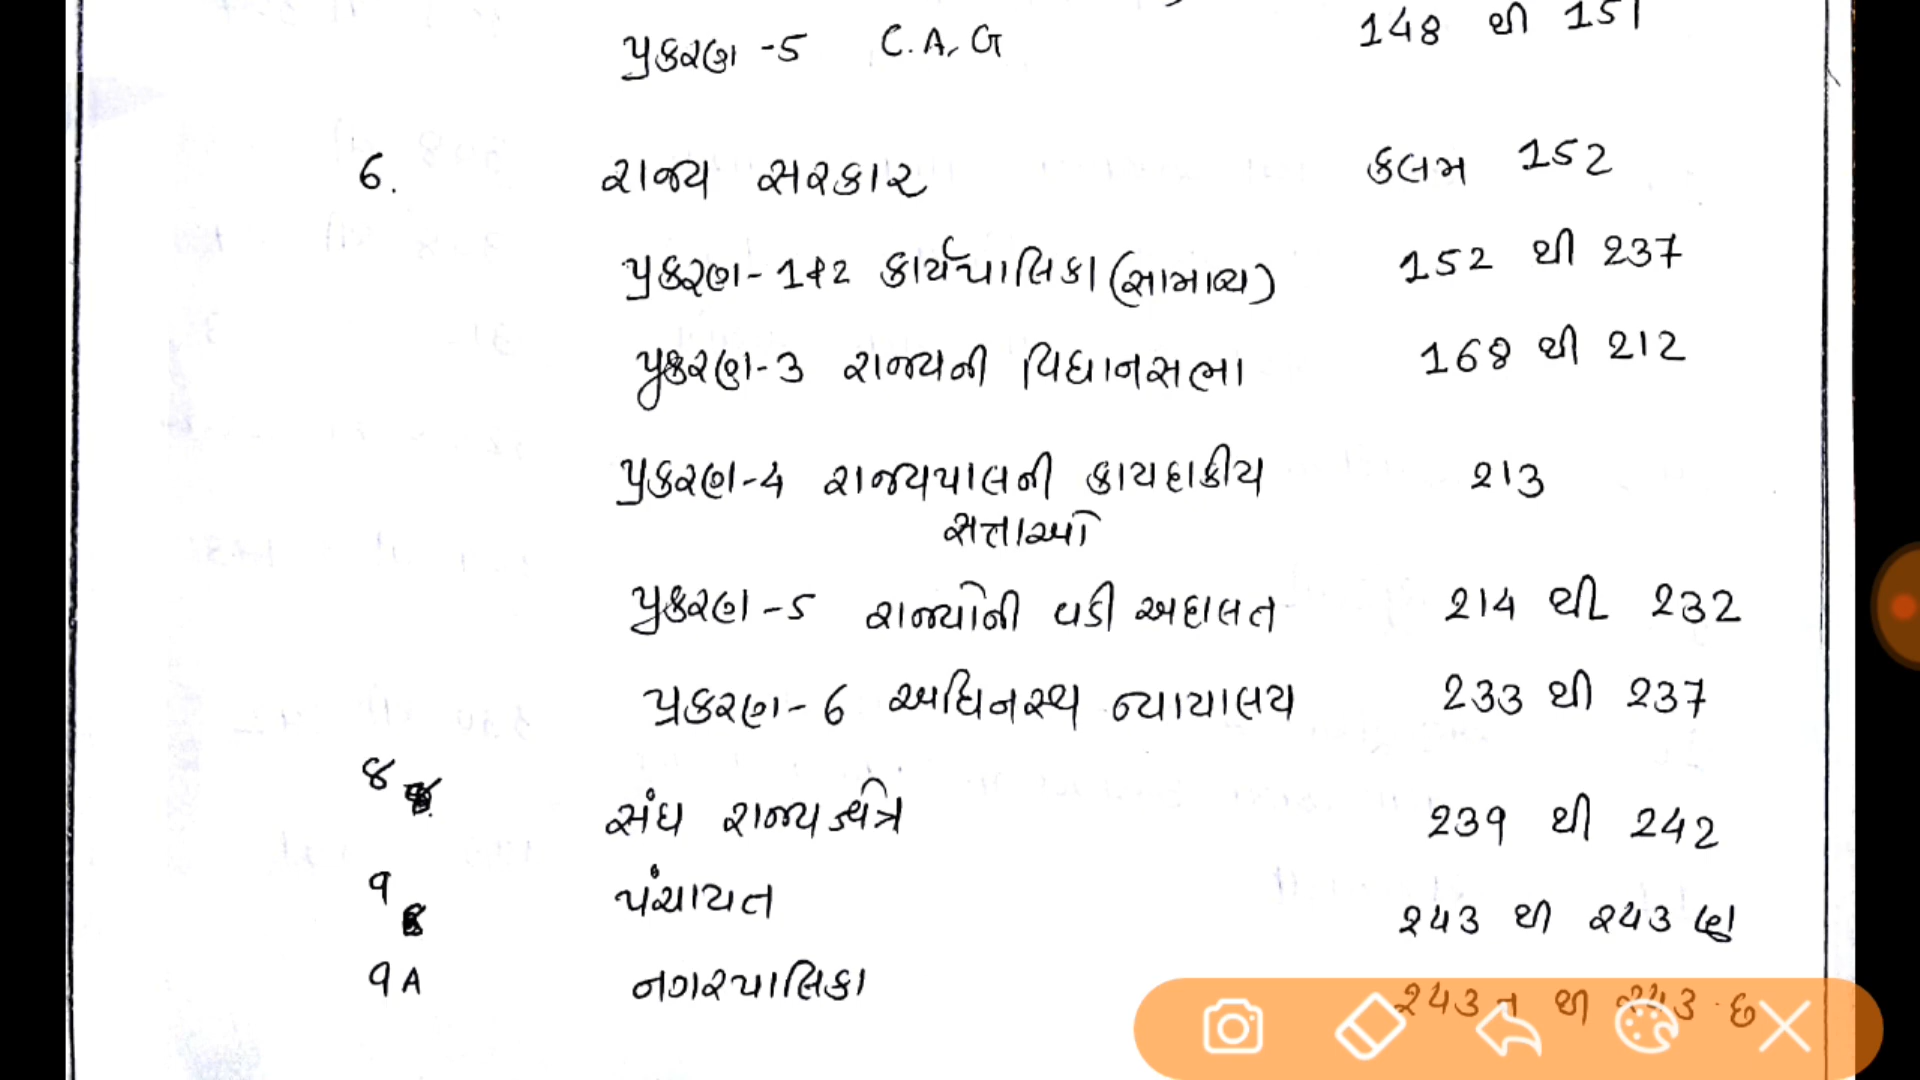 પ્રકરણ -5 C.A.G 148 થી 151
6. રાજ્ય સરકાર કલમ 152
પ્રકરણ- 1&2 કાર્યપાલિકા (સામાન્ય) 152 થી 237
પ્રકરણ-3 રાજ્યની વિધાનસભા 168 થી 212
પ્રકરણ-4 રાજ્યપાલની કાયદાકીય 213
સત્તાઓ
પ્રકરણ -5 રાજ્યોની વડી અદાલત 214 થી 232
પ્રકરણ- 6 અધિનસ્થ ન્યાયાલય 233 થી 237
8 સંઘ રાજ્યક્ષેત્રે 239 થી 242
9 પંચાયત 243 થી 243 ણ
9A નગરપાલિકા 243 ત થી 243 છ